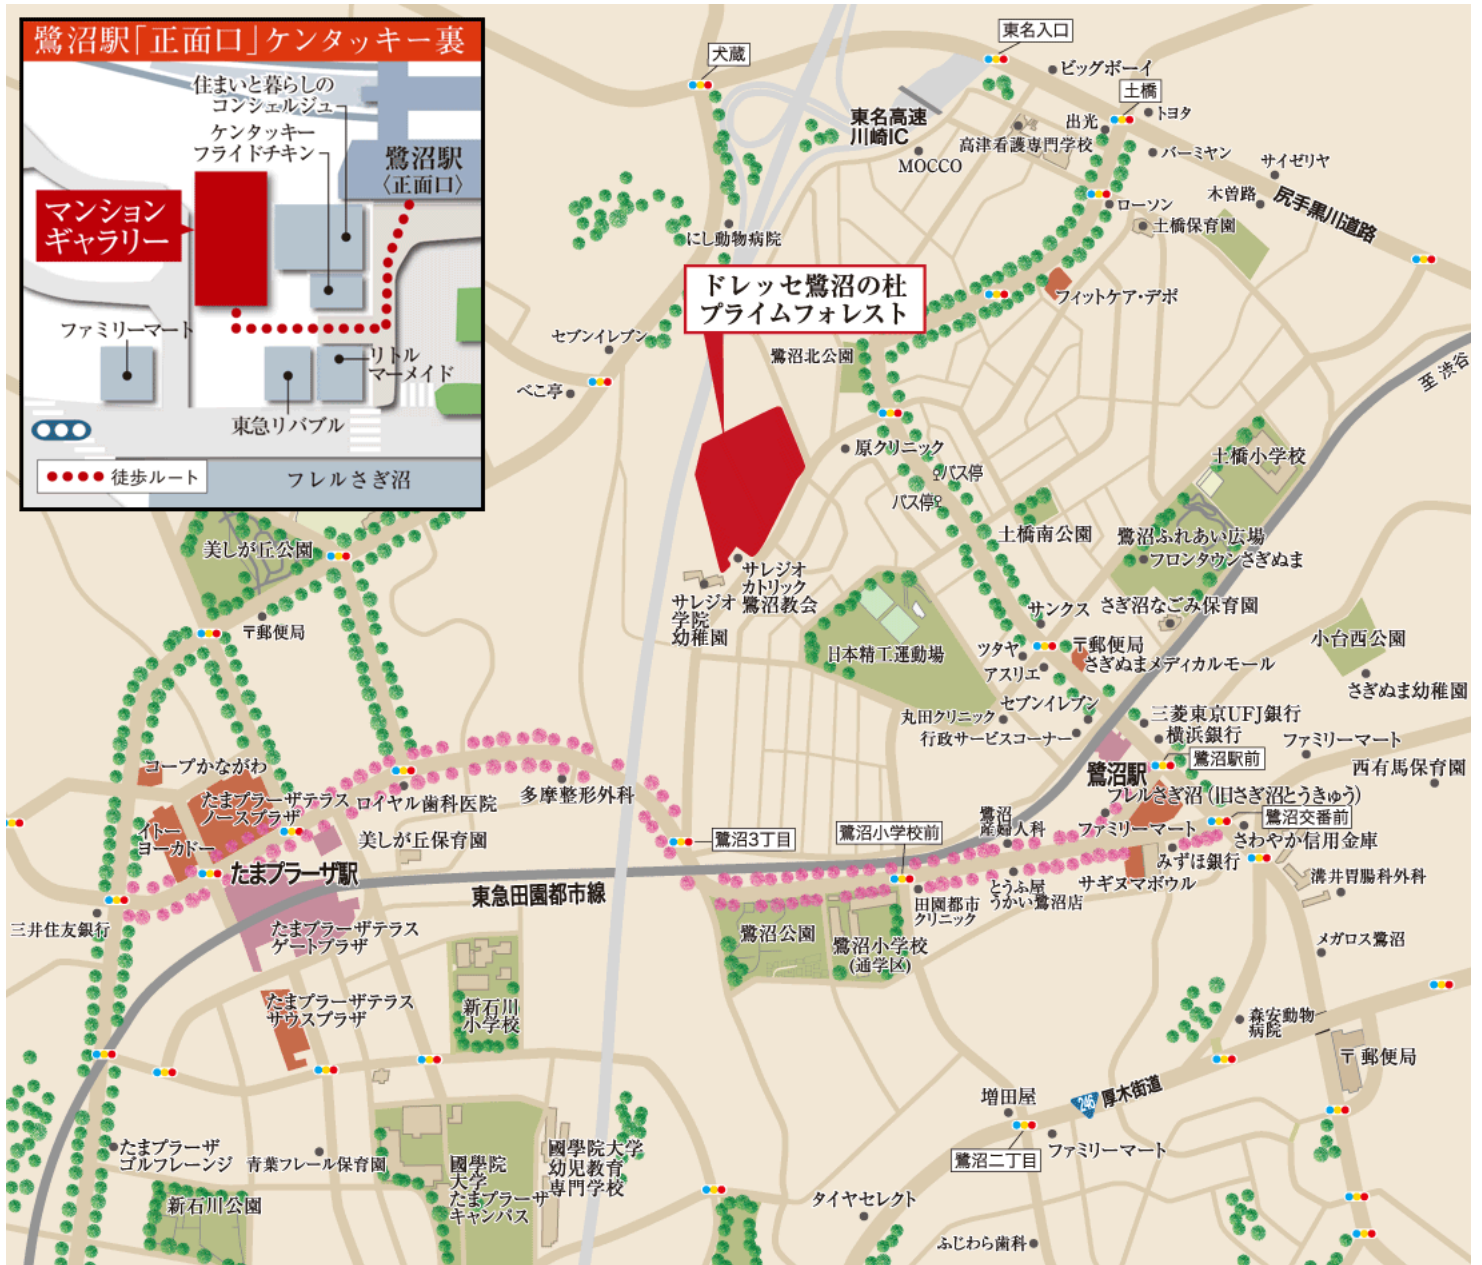 鷺沼駅「正面口」ケンタッキー裏
住まいと暮らしの
コンシェルジュ
ケンタッキー
フライドチキン
鷺沼駅
〈正面口〉
マンション
ギャラリー
ファミリーマート
リトル
マーメイド
東急リバブル
徒歩ルート
フレルさぎ沼
犬蔵
東名入口
ビッグボーイ
土橋
トヨタ
東名高速
川崎IC
出光
高津看護専門学校
MOCCO
バーミヤン
サイゼリヤ
木曽路
尻手黒川道路
ローソン
土橋保育園
にし動物病院
ドレッセ鷺沼の杜
プライムフォレスト
フィットケア・デポ
セブンイレブン
鷺沼北公園
べこ亭
至 渋谷
原クリニック
バス停
バス停
土橋小学校
土橋南公園
鷺沼ふれあい広場
フロンタウンさぎぬま
美しが丘公園
サレジオ
カトリック
鷺沼教会
サレジオ
学院
幼稚園
〒郵便局
サンクス
さぎ沼なごみ保育園
日本精工運動場
ツタヤ
〒郵便局
アスリエ
さぎぬまメディカルモール
小台西公園
さぎぬま幼稚園
セブンイレブン
丸田クリニック
行政サービスコーナー
三菱東京UFJ銀行
横浜銀行
ファミリーマート
鷺沼駅前
西有馬保育園
鷺沼駅
フレルさぎ沼(旧さぎ沼とうきゅう)
コープかながわ
たまプラーザテラス
ノースプラザ
ロイヤル歯科医院
多摩整形外科
イトー
ヨーカドー
美しが丘保育園
鷺沼3丁目
鷺沼小学校前
鷺沼
産婦人科
ファミリーマート
鷺沼交番前
さわやか信用金庫
みずほ銀行
たまプラーザ駅
東急田園都市線
とうふ屋
うかい鷺沼店
サギヌマボウル
溝井胃腸科外科
三井住友銀行
たまプラーザテラス
ゲートプラザ
鷺沼公園
田園都市
クリニック
鷺沼小学校
(通学区)
メガロス鷺沼
たまプラーザテラス
サウスプラザ
新石川
小学校
森安動物
病院
〒郵便局
増田屋
246
厚木街道
たまプラーザ
ゴルフレーンジ
青葉フレール保育園
國學院
大学
たまプラーザ
キャンパス
國學院大学
幼児教育
専門学校
鷺沼二丁目
ファミリーマート
新石川公園
タイヤセレクト
ふじわら歯科